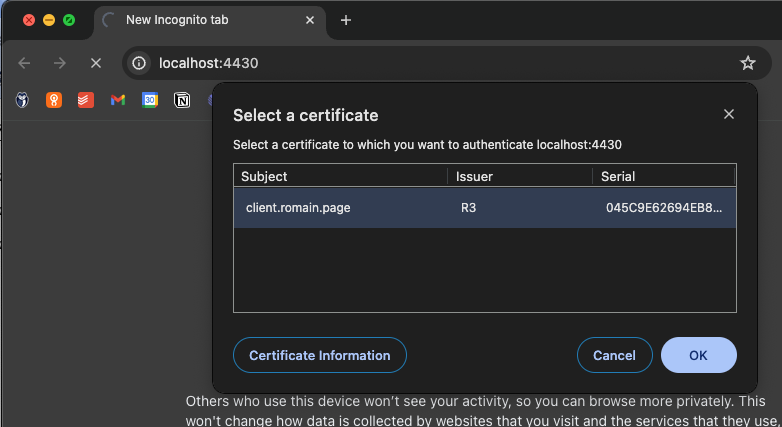 New Incognito tab
localhost:4430
30
Select a certificate
Select a certificate to which you want to authenticate localhost:4430
Subject Issuer Serial
client.romain.page R3 045C9E62694EB8...
Certificate Information Cancel OK
Others who use this device won't see your activity, so you can browse more privately. This
won't change how data is collected by websites that you visit and the services that they use